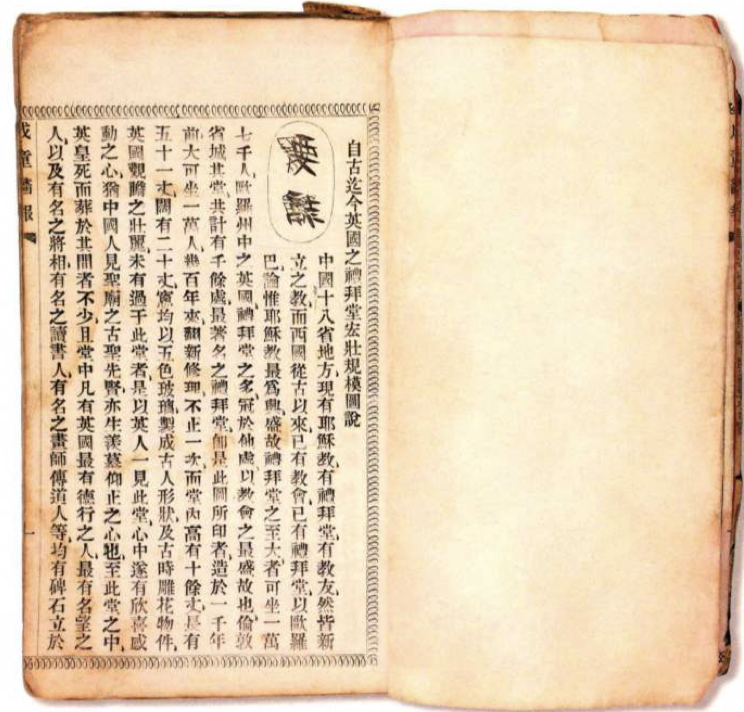 自古迄今英國之禮拜堂宏壯規模圖說
中國十八省地方現有耶穌教有禮拜堂有教友然皆新
立之教而西國從古以來已有教會已有禮拜堂以歐羅
巴論惟耶穌教最爲興盛故禮拜堂之至大者可坐一萬
七千人歐羅州中之英國禮拜堂之多冠於他處以教會之最盛故也倫敦
省城其堂共計有千餘處最著名之禮拜堂卽是此圖所印者造於一千年
前大可坐一萬人幾百年來翻新修理不止一次而堂內高有十餘丈長有
五十一丈闊有二十丈窻均以五色玻璃製成古人形狀及古時雕花物件
英國觀瞻之壯麗未有過于此堂者是以英人一見此堂心中遂有欣喜感
動之心猶中國人見聖廟之古聖先賢亦生羨慕仰止之心也至此堂之中
英皇死而葬於其間者不少且堂中凡有英國最有德行之人最有名望之
人以及有名之將相有名之讀書人有名之畫師傳道人等均有碑石立於
童
報
一